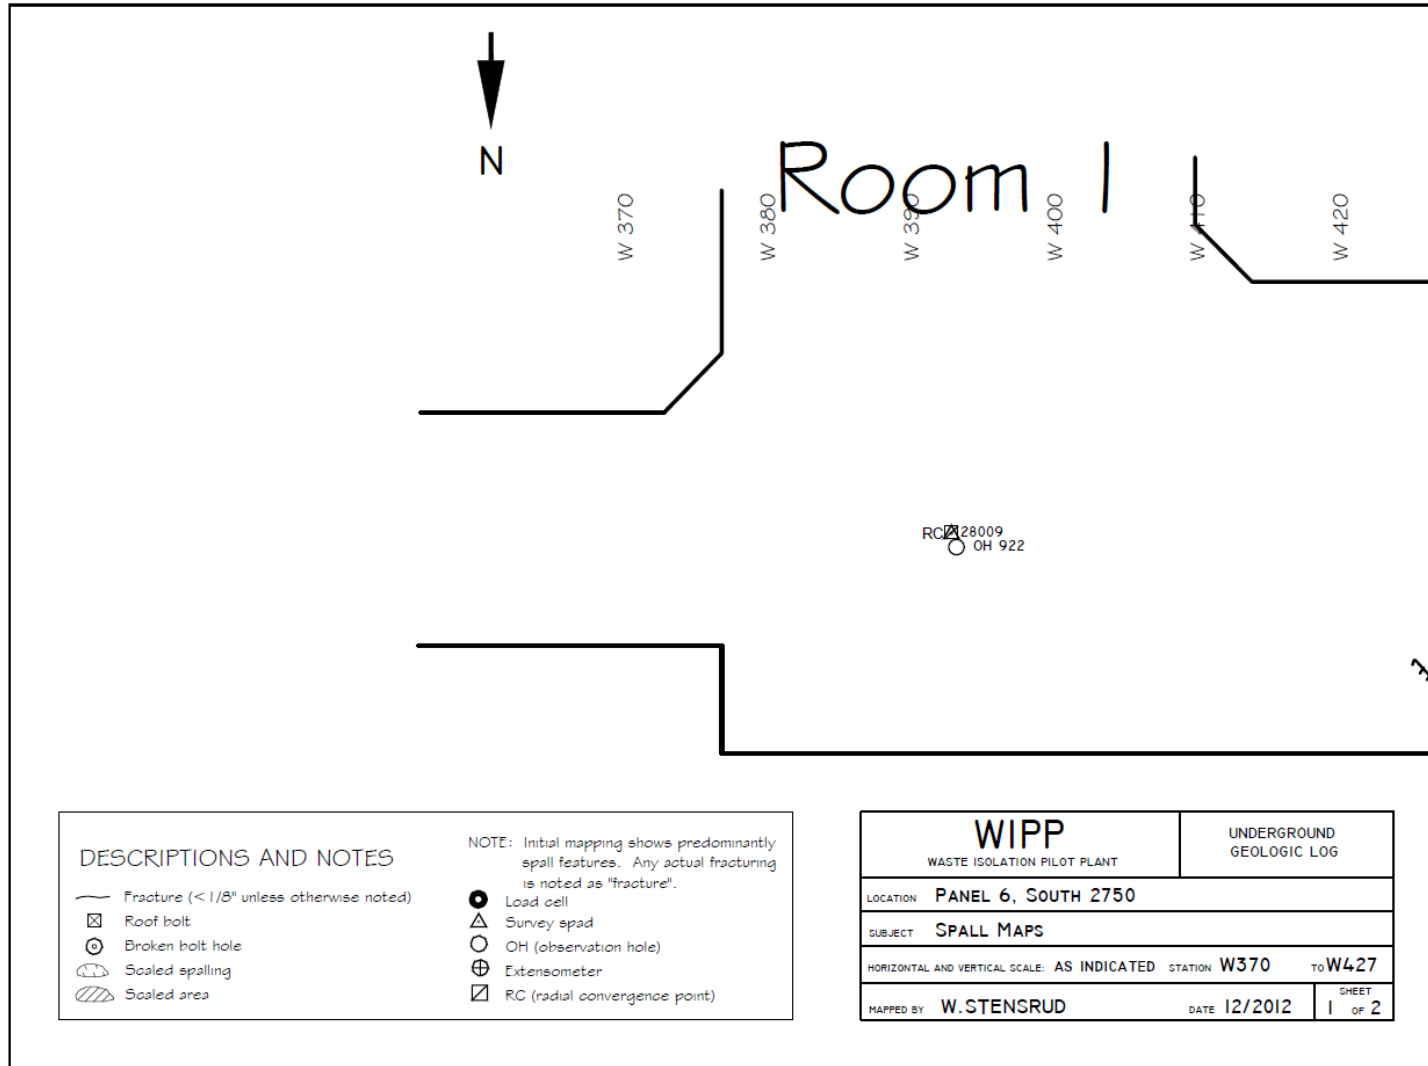 N
Room 1
W 370
W 380
W 390
W 400
W 410
W 420
RC 28009
OH 922
DESCRIPTIONS AND NOTES
Fracture (< 1/8" unless otherwise noted)
Roof bolt
Broken bolt hole
Scaled spalling
Scaled area
NOTE: Initial mapping shows predominantly
spall features. Any actual fracturing
is noted as "fracture".
Load cell
Survey spad
OH (observation hole)
Extensometer
RC (radial convergence point)
WIPP
WASTE ISOLATION PILOT PLANT
UNDERGROUND
GEOLOGIC LOG
LOCATION PANEL 6, SOUTH 2750
SUBJECT SPALL MAPS
HORIZONTAL AND VERTICAL SCALE: AS INDICATED STATION W370 TO W427
MAPPED BY W.STENSRUD DATE 12/2012
SHEET
1 OF 2